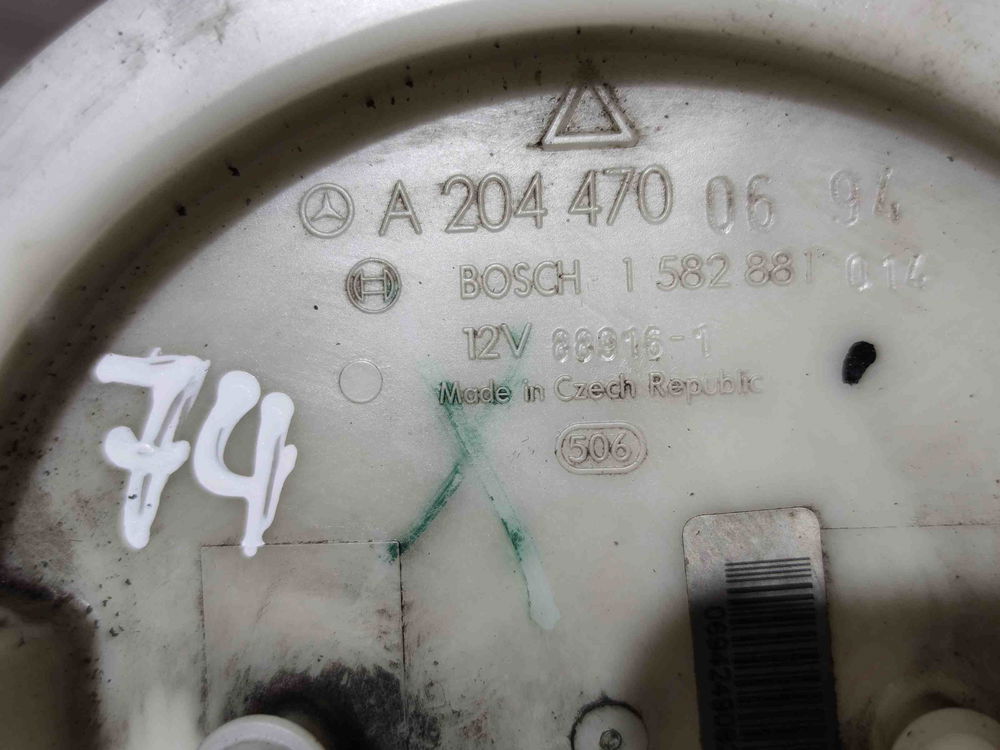 A 204 470 06 94
BOSCH 1 582 881 014
12V 88916-1
Made in Czech Republic
506
74